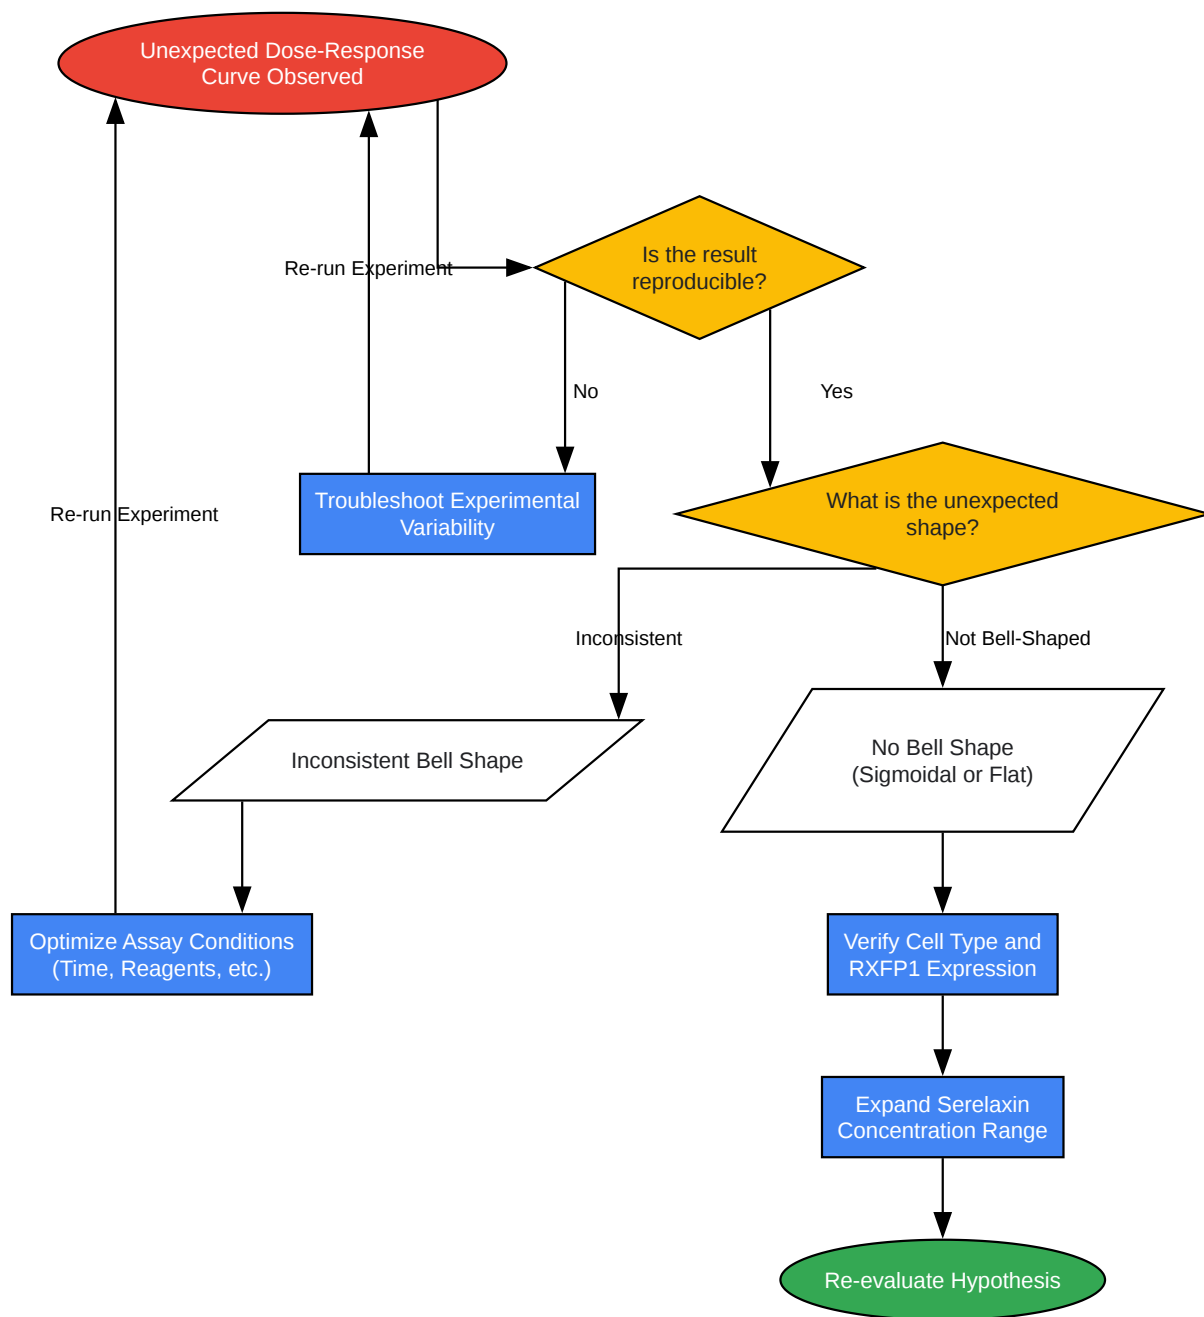 Unexpected Dose-Response
Curve Observed
Is the result
reproducible?
Re-run Experiment
No
Yes
Troubleshoot Experimental
Variability
What is the unexpected
shape?
Re-run Experiment
Inconsistent
Not Bell-Shaped
Inconsistent Bell Shape
No Bell Shape
(Sigmoidal or Flat)
Optimize Assay Conditions
(Time, Reagents, etc.)
Verify Cell Type and
RXFP1 Expression
Expand Serelaxin
Concentration Range
Re-evaluate Hypothesis